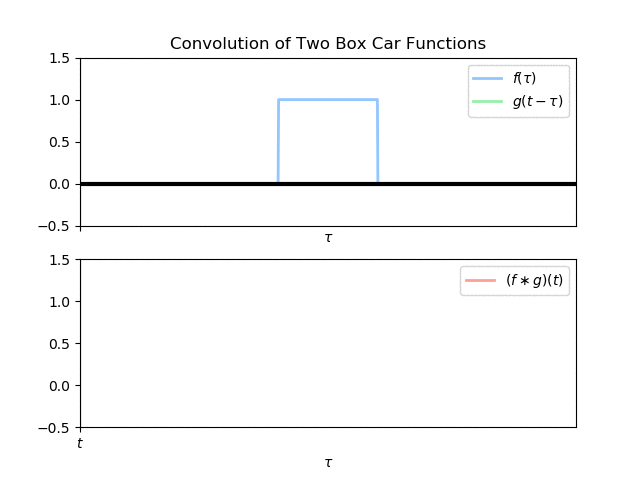 Convolution of Two Box Car Functions
1.5
1.0
0.5
0.0
−0.5
f(τ)
g(t − τ)
τ
1.5
1.0
0.5
0.0
−0.5
(f ∗ g)(t)
t
τ